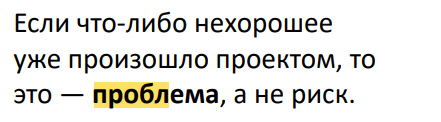 Если что-либо нехорошее
уже произошло проектом, то
это — проблема, а не риск.